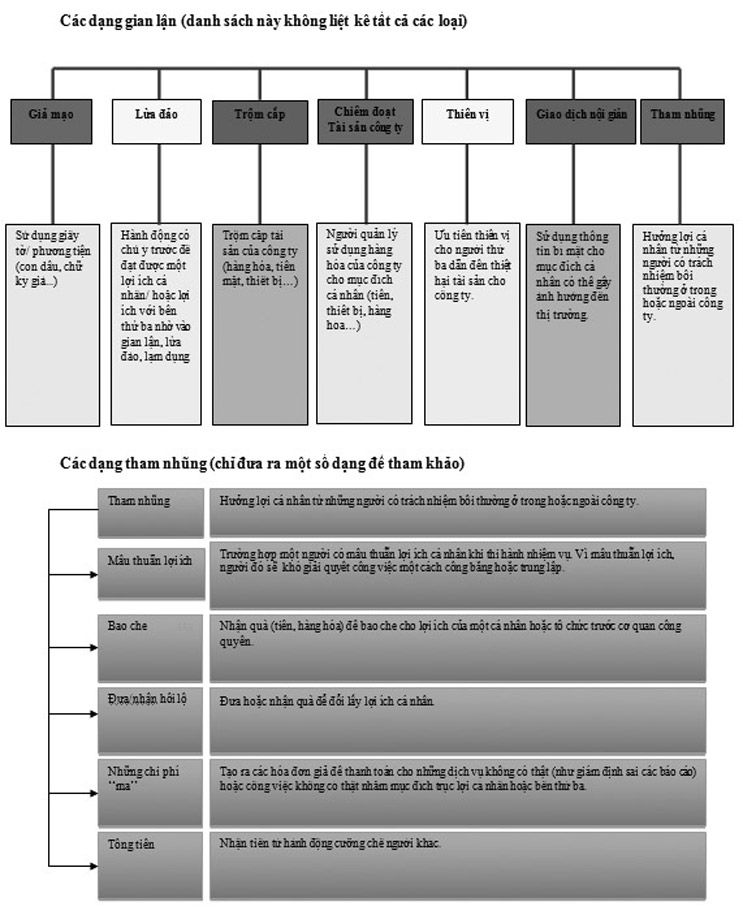 Các dạng gian lận (danh sách này không liệt kê tất cả các loại)
Giả mạo
Lừa đảo
Trộm cắp
Chiếm đoạt
Tài sản công ty
Thiên vị
Giao dịch nội gián
Tham nhũng
Sử dụng giấy
tờ/ phương tiện
(con dấu, chữ
ky giả...)
Hành động có
chủ y trước để
đạt được một
lợi ích cá
nhân/ hoặc lợi
ích với bên
thứ ba nhờ vào
gian lận, lừa
đảo, lạm dụng
Trộm cắp tài
sản của công ty
(hàng hóa, tiền
mặt, thiết bị…)
Người quản lý
sử dụng hàng
hóa của công ty
cho mục đích
cá nhân (tiền,
thiết bị, hàng
hoa…)
Ưu tiên thiên vị
cho người thứ
ba dẫn đến thiệt
hại tài sản cho
công ty.
Sử dụng thông
tin bí mật cho
mục đích cá
nhân có thể gây
ảnh hưởng đến
thị trường.
Hưởng lợi cá
nhân từ những
người có trách
nhiệm bồi
thường ở trong
hoặc ngoài công
ty.
Các dạng tham nhũng (chỉ đưa ra một số dạng để tham khảo)
Tham nhũng
Hưởng lợi cá nhân từ những người có trách nhiệm bồi thường ở trong hoặc ngoài công ty.
Mâu thuẫn lợi ích
Trường hợp một người có mâu thuẫn lợi ích cá nhân khi thi hành nhiệm vụ. Vì mâu thuẫn lợi ích,
người đó sẽ khó giải quyết công việc một cách công bằng hoặc trung lập.
Bao che
Nhận quà (tiền, hàng hóa) để bao che cho lợi ích của một cá nhân hoặc tổ chức trước cơ quan công
quyền.
Đưa/nhận hối lộ
Đưa hoặc nhận quà để đổi lấy lợi ích cá nhân.
Những chi phí
“ma”
Tạo ra các hóa đơn giả để thanh toán cho những dịch vụ không có thật (như giám định sai các báo cáo)
hoặc công việc không co thật nhằm mục đích trục lợi cá nhân hoặc bên thứ ba.
Tống tiền
Nhận tiền từ hành động cưỡng chế người khac.